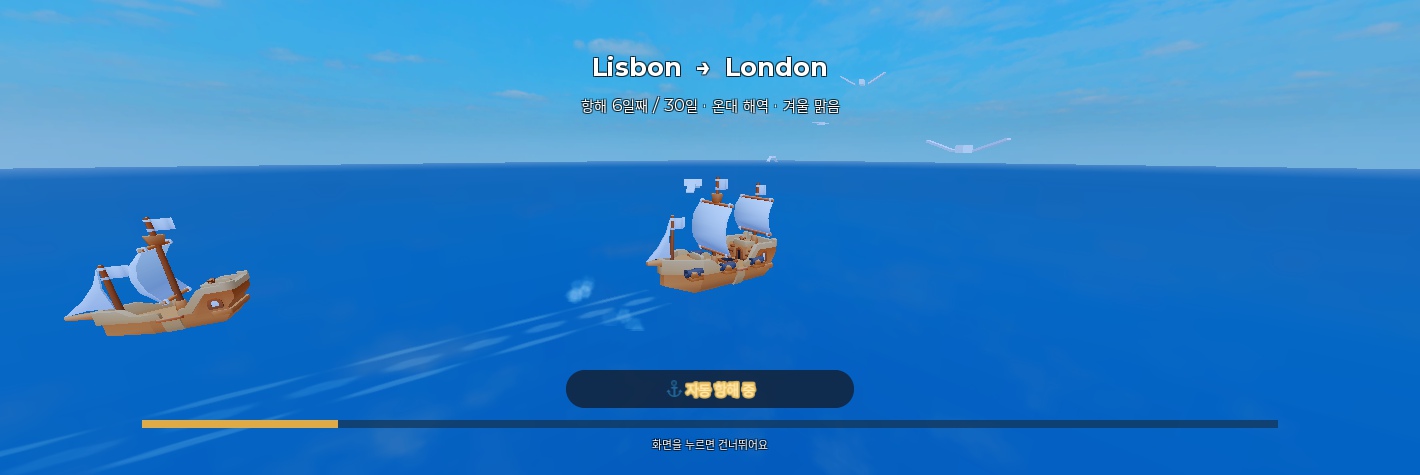 Lisbon → London
항해 6일째 / 30일 · 온대 해역 · 겨울 맑음
⚓ 자동 항해 중
화면을 누르면 건너뛰어요